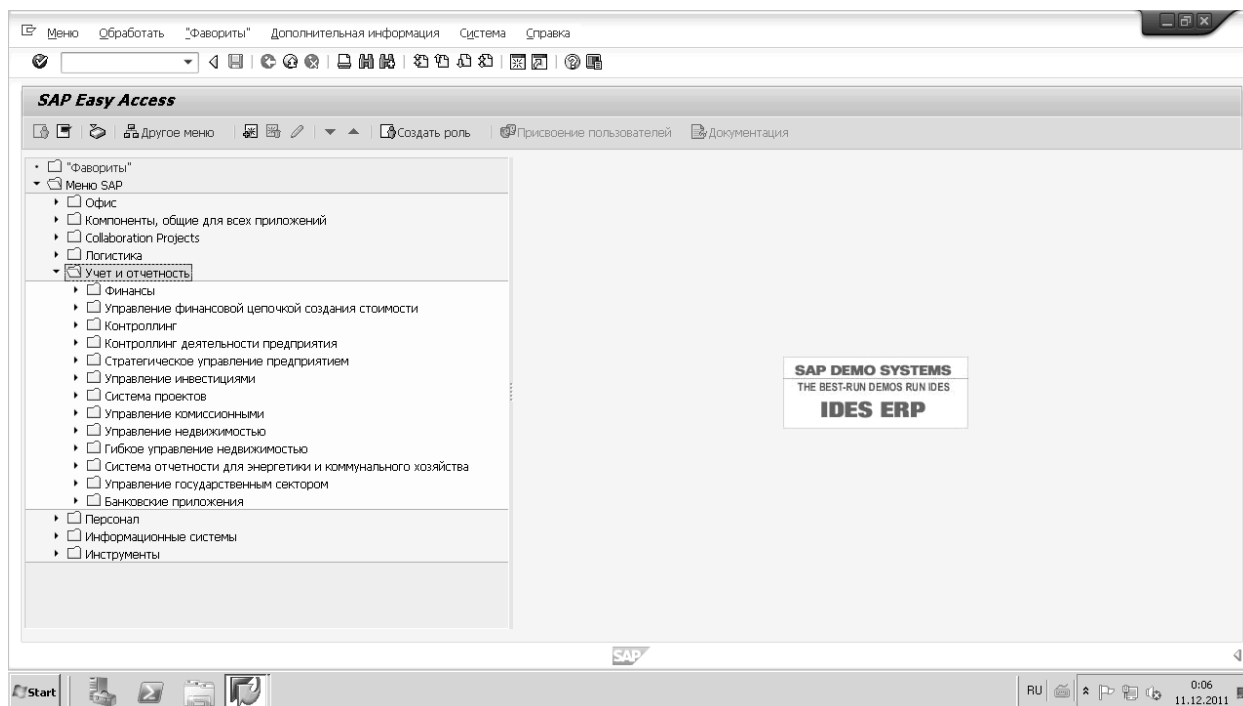 Меню Обработать "Фавориты" Дополнительная информация Система Справка
SAP Easy Access
Другое меню Создать роль Присвоение пользователей Документация
"Фавориты"
Меню SAP
Офис
Компоненты, общие для всех приложений
Collaboration Projects
Логистика
Учет и отчетность
Финансы
Управление финансовой цепочкой создания стоимости
Контроллинг
Контроллинг деятельности предприятия
Стратегическое управление предприятием
Управление инвестициями
Система проектов
Управление комиссионными
Управление недвижимостью
Гибкое управление недвижимостью
Система отчетности для энергетики и коммунального хозяйства
Управление государственным сектором
Банковские приложения
Персонал
Информационные системы
Инструменты
SAP DEMO SYSTEMS
THE BEST-RUN DEMOS RUN IDES
IDES ERP
SAP
Start RU 0:06
11.12.2011